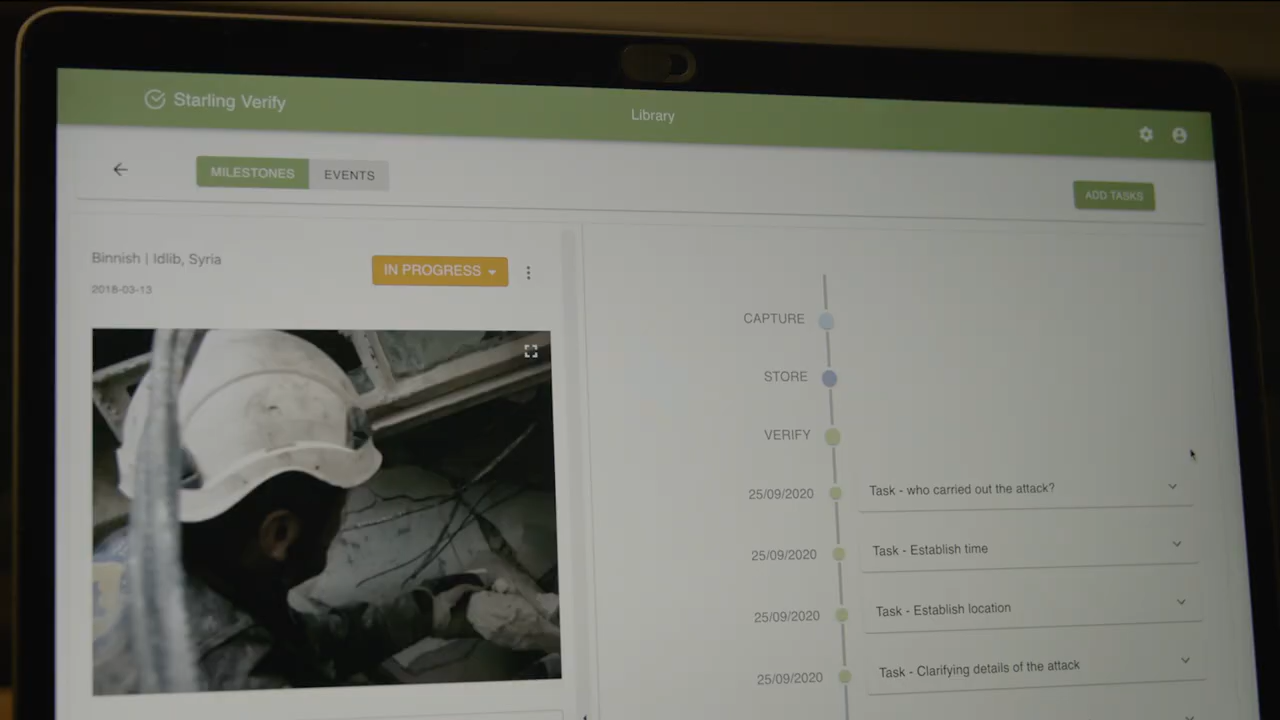 Starling Verify
Library
MILESTONES
EVENTS
ADD TASKS
Binnish | Idlib, Syria
IN PROGRESS
2018-03-13
CAPTURE
STORE
VERIFY
25/09/2020
Task - who carried out the attack?
25/09/2020
Task - Establish time
25/09/2020
Task - Establish location
25/09/2020
Task - Clarifying details of the attack